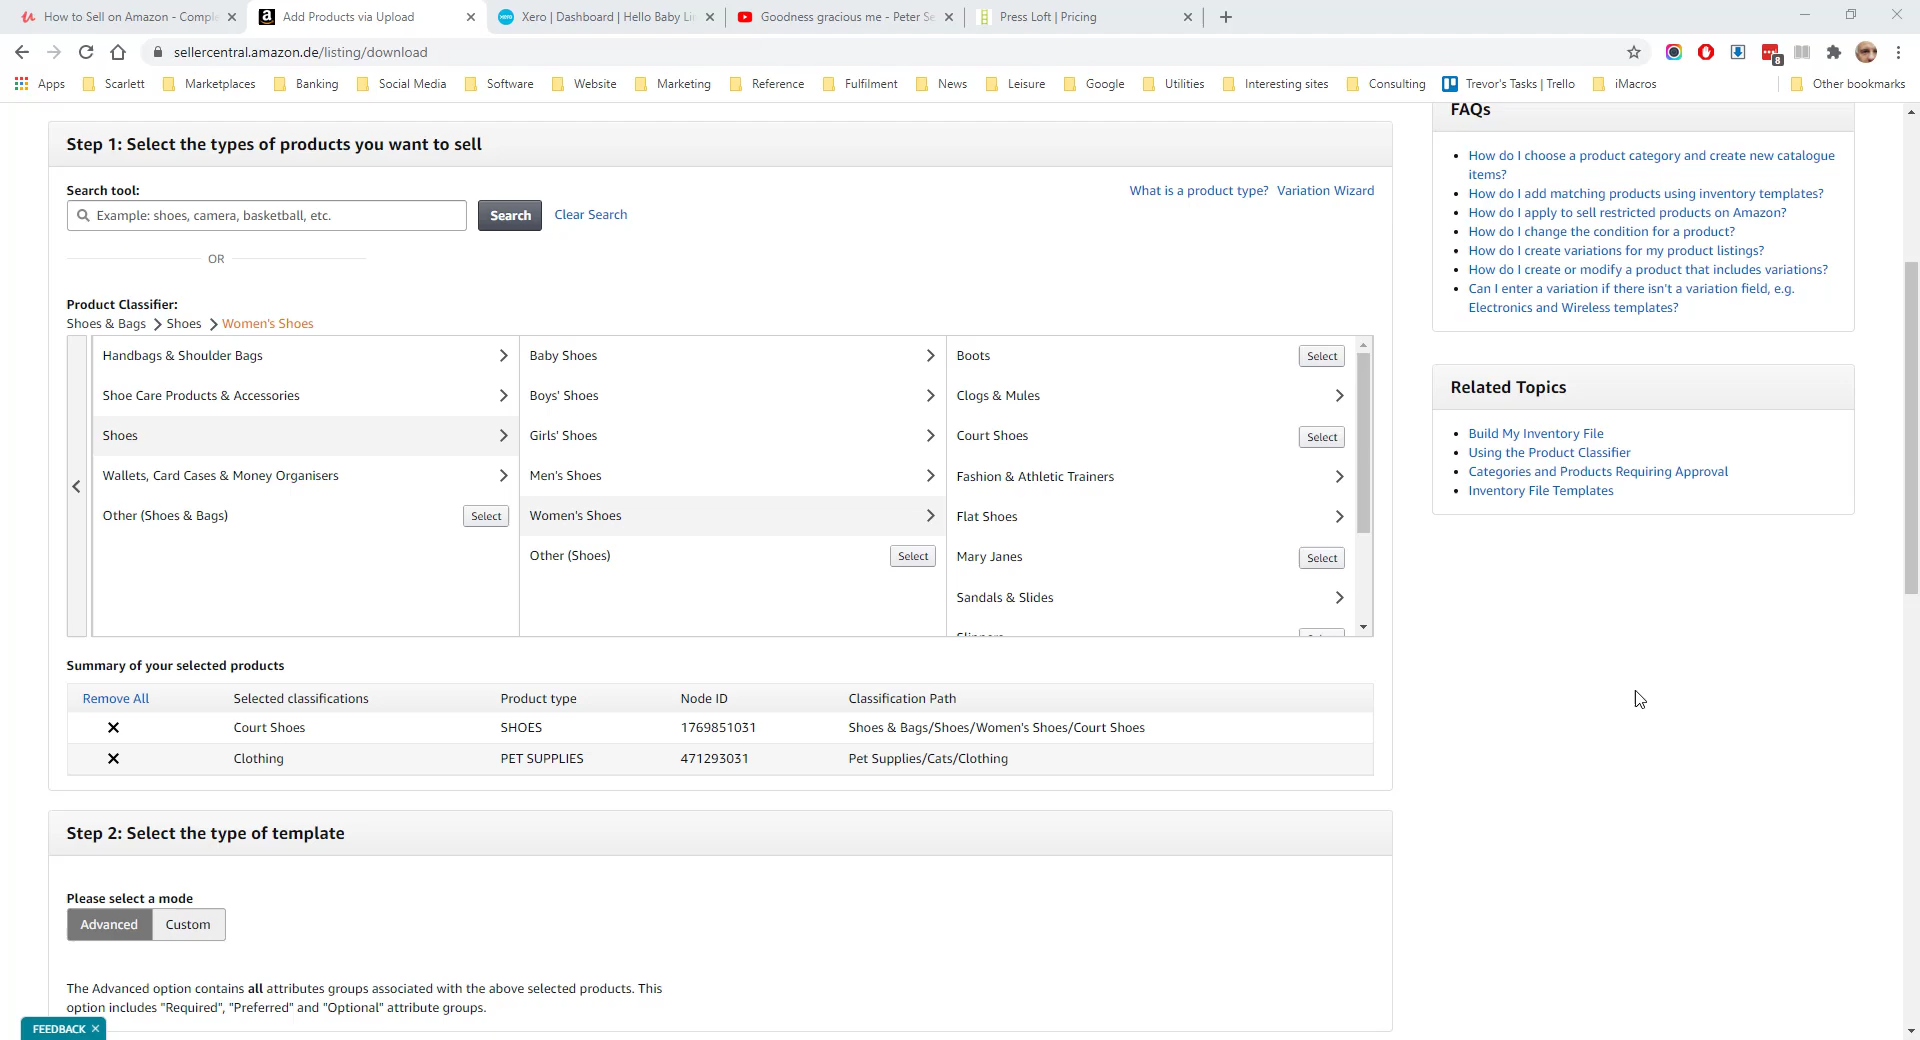 How to Sell on Amazon - Comple
Add Products via Upload
Xero | Dashboard | Hello Baby Li
Goodness gracious me - Peter Se
Press Loft | Pricing
sellercentral.amazon.de/listing/download
8
Apps
Scarlett
Marketplaces
Banking
Social Media
Software
Website
Marketing
Reference
Fulfilment
News
Leisure
Google
Utilities
Interesting sites
Consulting
Trevor's Tasks | Trello
iMacros
Other bookmarks
Step 1: Select the types of products you want to sell
Search tool:
What is a product type? Variation Wizard
Example: shoes, camera, basketball, etc.
Search
Clear Search
OR
Product Classifier:
Shoes & Bags > Shoes > Women's Shoes
Handbags & Shoulder Bags
Shoe Care Products & Accessories
Shoes
Wallets, Card Cases & Money Organisers
Other (Shoes & Bags) Select
Baby Shoes
Boys' Shoes
Girls' Shoes
Men's Shoes
Women's Shoes
Other (Shoes) Select
Boots Select
Clogs & Mules
Court Shoes Select
Fashion & Athletic Trainers
Flat Shoes
Mary Janes Select
Sandals & Slides
Summary of your selected products
Remove All Selected classifications Product type Node ID Classification Path
Court Shoes SHOES 1769851031 Shoes & Bags/Shoes/Women's Shoes/Court Shoes
Clothing PET SUPPLIES 471293031 Pet Supplies/Cats/Clothing
Step 2: Select the type of template
Please select a mode
Advanced Custom
The Advanced option contains all attributes groups associated with the above selected products. This
option includes "Required", "Preferred" and "Optional" attribute groups.
FEEDBACK
FAQs
How do I choose a product category and create new catalogue
items?
How do I add matching products using inventory templates?
How do I apply to sell restricted products on Amazon?
How do I change the condition for a product?
How do I create variations for my product listings?
How do I create or modify a product that includes variations?
Can I enter a variation if there isn't a variation field, e.g.
Electronics and Wireless templates?
Related Topics
Build My Inventory File
Using the Product Classifier
Categories and Products Requiring Approval
Inventory File Templates